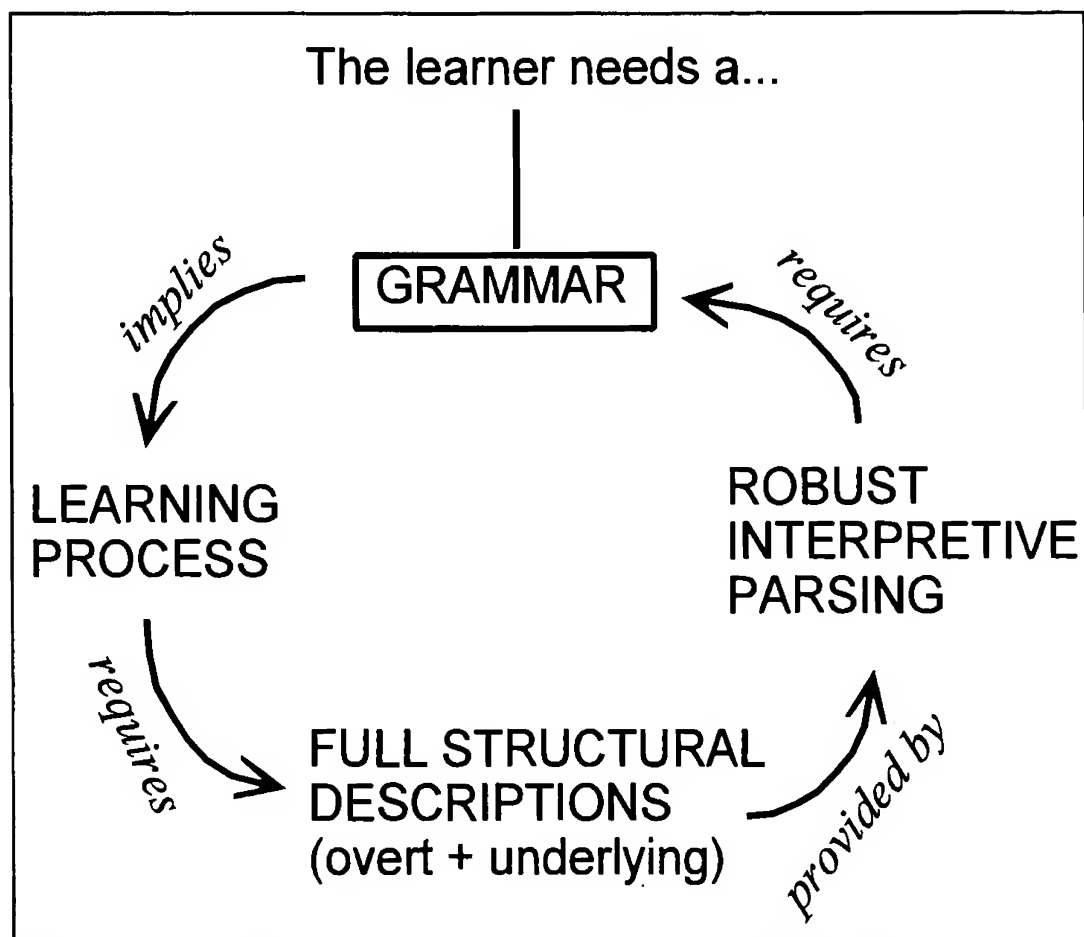 The learner needs a...
GRAMMAR
implies
requires
LEARNING
PROCESS
ROBUST
INTERPRETIVE
PARSING
requires
FULL STRUCTURAL
DESCRIPTIONS
(overt + underlying)
provided by